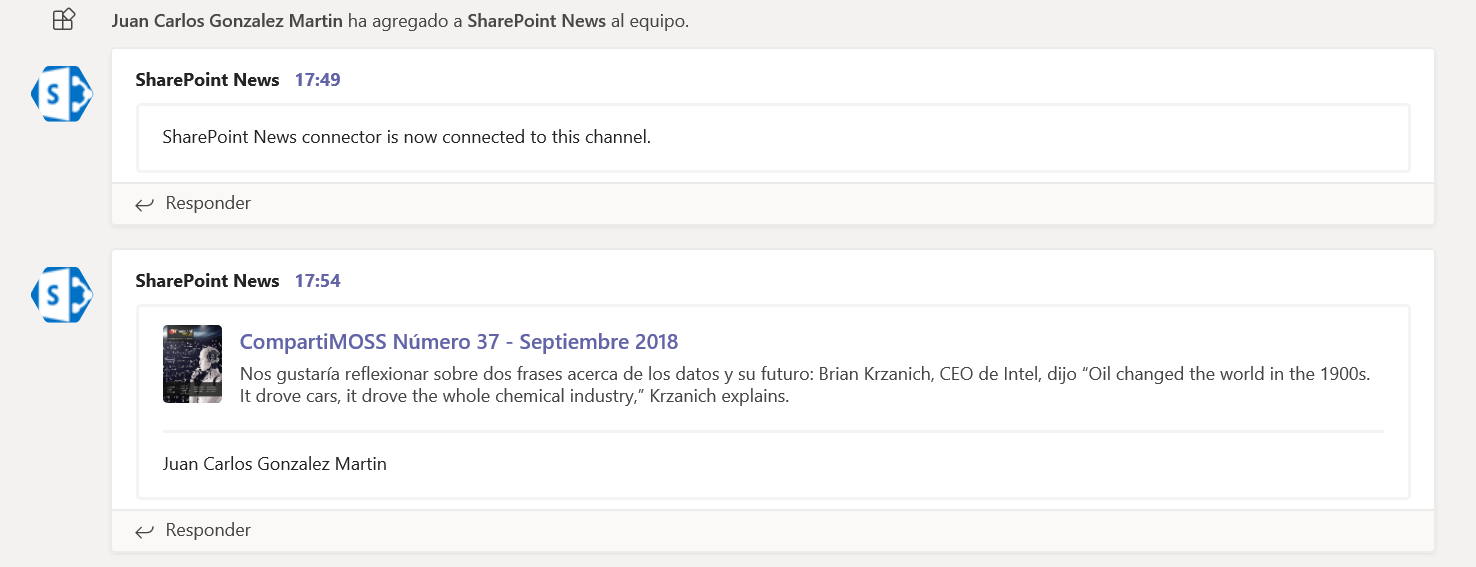 Juan Carlos Gonzalez Martin ha agregado a SharePoint News al equipo.
SharePoint News 17:49
SharePoint News connector is now connected to this channel.
Responder
SharePoint News 17:54
CompartiMOSS Número 37 - Septiembre 2018
Nos gustaría reflexionar sobre dos frases acerca de los datos y su futuro: Brian Krzanich, CEO de Intel, dijo “Oil changed the world in the 1900s.
It drove cars, it drove the whole chemical industry,” Krzanich explains.
Juan Carlos Gonzalez Martin
Responder